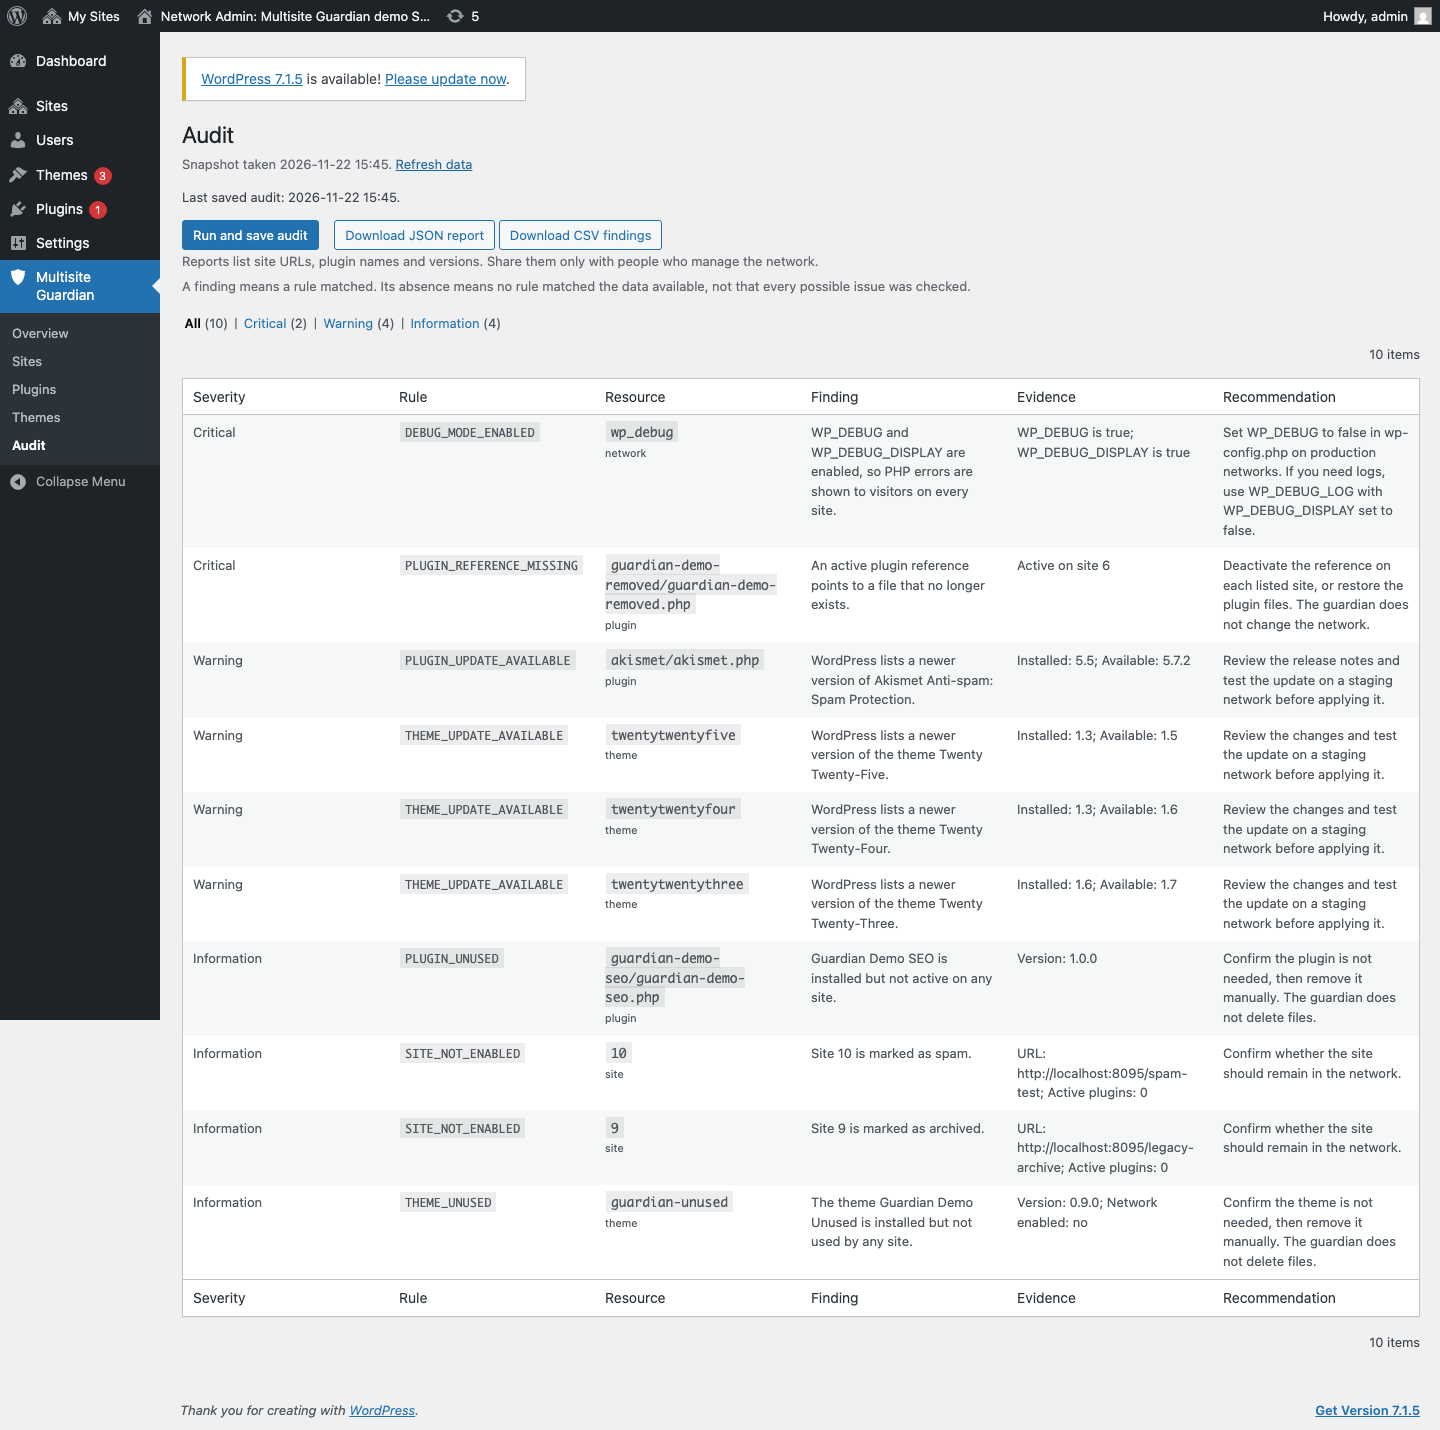 My Sites
Network Admin: Multisite Guardian demo S...
5
Howdy, admin
Dashboard
Sites
Users
Themes 3
Plugins 1
Settings
Multisite
Guardian
Overview
Sites
Plugins
Themes
Audit
Collapse Menu
WordPress 7.1.5 is available! Please update now.
Audit
Snapshot taken 2026-11-22 15:45. Refresh data
Last saved audit: 2026-11-22 15:45.
Run and save audit
Download JSON report
Download CSV findings
Reports list site URLs, plugin names and versions. Share them only with people who manage the network.
A finding means a rule matched. Its absence means no rule matched the data available, not that every possible issue was checked.
All (10) | Critical (2) | Warning (4) | Information (4)
10 items
Severity
Rule
Resource
Finding
Evidence
Recommendation
Critical
DEBUG_MODE_ENABLED
wp_debug
network
WP_DEBUG and
WP_DEBUG_DISPLAY are
enabled, so PHP errors are
shown to visitors on every
site.
WP_DEBUG is true;
WP_DEBUG_DISPLAY is true
Set WP_DEBUG to false in wp-
config.php on production
networks. If you need logs,
use WP_DEBUG_LOG with
WP_DEBUG_DISPLAY set to
false.
Critical
PLUGIN_REFERENCE_MISSING
guardian-demo-
removed/guardian-demo-
removed.php
plugin
An active plugin reference
points to a file that no longer
exists.
Active on site 6
Deactivate the reference on
each listed site, or restore the
plugin files. The guardian does
not change the network.
Warning
PLUGIN_UPDATE_AVAILABLE
akismet/akismet.php
plugin
WordPress lists a newer
version of Akismet Anti-spam:
Spam Protection.
Installed: 5.5; Available: 5.7.2
Review the release notes and
test the update on a staging
network before applying it.
Warning
THEME_UPDATE_AVAILABLE
twentytwentyfive
theme
WordPress lists a newer
version of the theme Twenty
Twenty-Five.
Installed: 1.3; Available: 1.5
Review the changes and test
the update on a staging
network before applying it.
Warning
THEME_UPDATE_AVAILABLE
twentytwentyfour
theme
WordPress lists a newer
version of the theme Twenty
Twenty-Four.
Installed: 1.3; Available: 1.6
Review the changes and test
the update on a staging
network before applying it.
Warning
THEME_UPDATE_AVAILABLE
twentytwentythree
theme
WordPress lists a newer
version of the theme Twenty
Twenty-Three.
Installed: 1.6; Available: 1.7
Review the changes and test
the update on a staging
network before applying it.
Information
PLUGIN_UNUSED
guardian-demo-
seo/guardian-demo-
seo.php
plugin
Guardian Demo SEO is
installed but not active on any
site.
Version: 1.0.0
Confirm the plugin is not
needed, then remove it
manually. The guardian does
not delete files.
Information
SITE_NOT_ENABLED
10
site
Site 10 is marked as spam.
URL:
http://localhost:8095/spam-
test; Active plugins: 0
Confirm whether the site
should remain in the network.
Information
SITE_NOT_ENABLED
9
site
Site 9 is marked as archived.
URL:
http://localhost:8095/legacy-
archive; Active plugins: 0
Confirm whether the site
should remain in the network.
Information
THEME_UNUSED
guardian-unused
theme
The theme Guardian Demo
Unused is installed but not
used by any site.
Version: 0.9.0; Network
enabled: no
Confirm the theme is not
needed, then remove it
manually. The guardian does
not delete files.
Severity
Rule
Resource
Finding
Evidence
Recommendation
10 items
Thank you for creating with WordPress.
Get Version 7.1.5